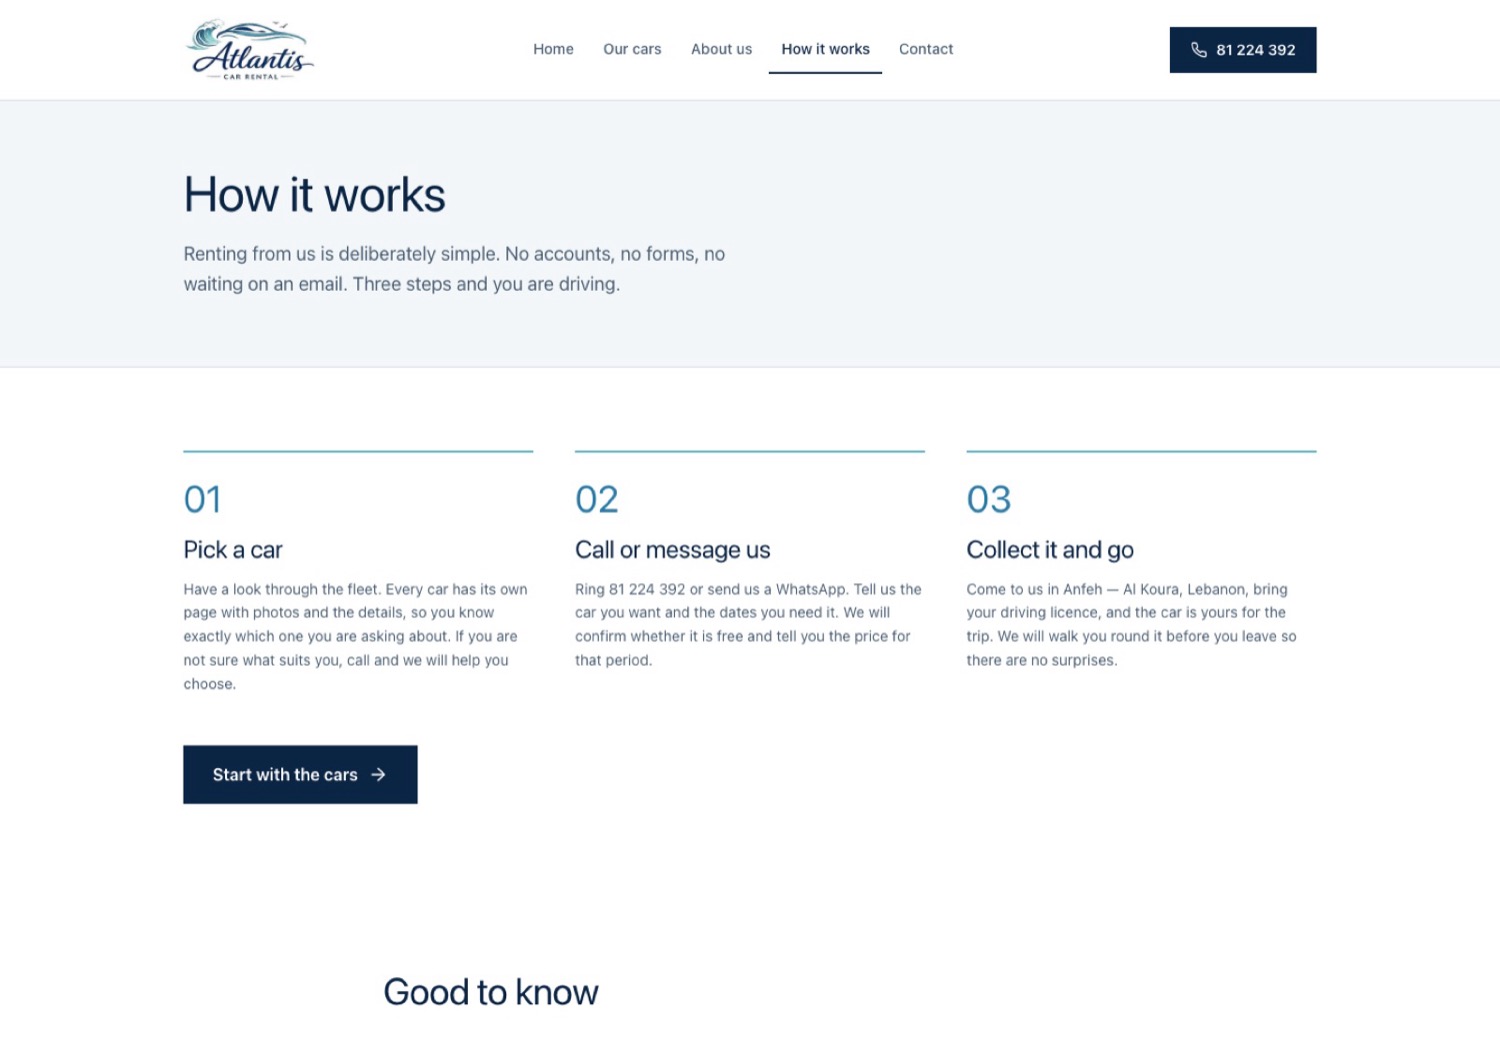 Atlantis
CAR RENTAL
Home
Our cars
About us
How it works
Contact
81 224 392
How it works
Renting from us is deliberately simple. No accounts, no forms, no
waiting on an email. Three steps and you are driving.
01
Pick a car
Have a look through the fleet. Every car has its own
page with photos and the details, so you know
exactly which one you are asking about. If you are
not sure what suits you, call and we will help you
choose.
02
Call or message us
Ring 81 224 392 or send us a WhatsApp. Tell us the
car you want and the dates you need it. We will
confirm whether it is free and tell you the price for
that period.
03
Collect it and go
Come to us in Anfeh — Al Koura, Lebanon, bring
your driving licence, and the car is yours for the
trip. We will walk you round it before you leave so
there are no surprises.
Start with the cars
Good to know